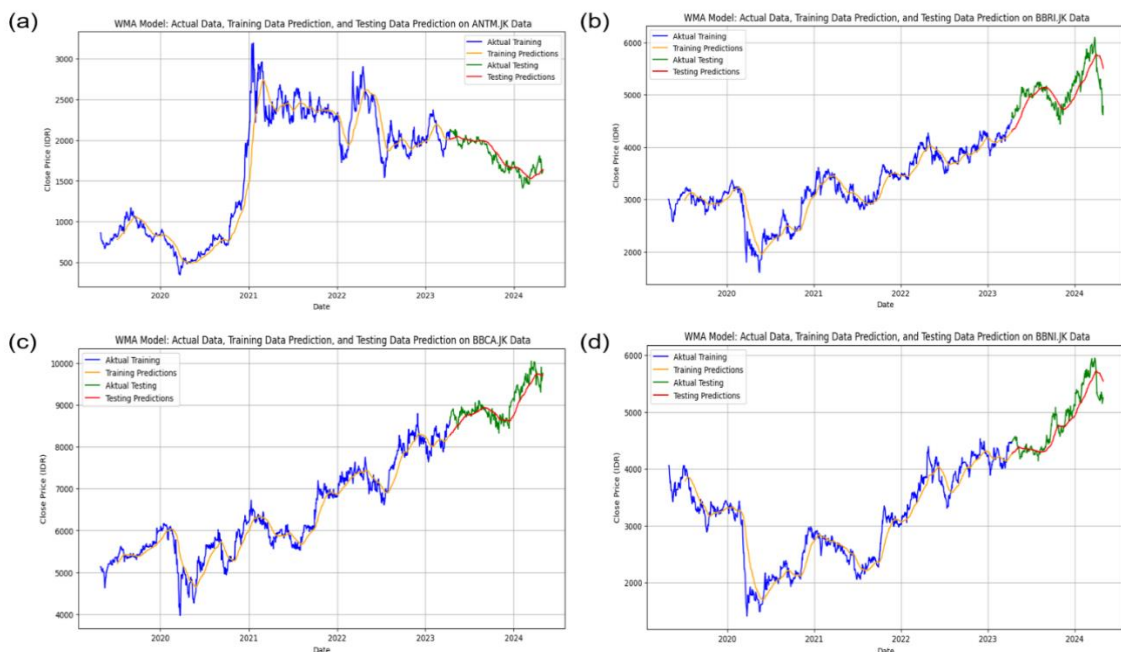 (a)
WMA Model: Actual Data, Training Data Prediction, and Testing Data Prediction on ANTM.JK Data
Aktual Training
Training Predictions
Aktual Testing
Testing Predictions
Close Price (IDR)
3000
2500
2000
1500
1000
500
2020 2021 2022 2023 2024
Date
(b)
WMA Model: Actual Data, Training Data Prediction, and Testing Data Prediction on BBRI.JK Data
Aktual Training
Training Predictions
Aktual Testing
Testing Predictions
Close Price (IDR)
6000
5000
4000
3000
2000
2020 2021 2022 2023 2024
Date
(c)
WMA Model: Actual Data, Training Data Prediction, and Testing Data Prediction on BBCA.JK Data
Aktual Training
Training Predictions
Aktual Testing
Testing Predictions
Close Price (IDR)
10000
9000
8000
7000
6000
5000
4000
2020 2021 2022 2023 2024
Date
(d)
WMA Model: Actual Data, Training Data Prediction, and Testing Data Prediction on BBNI.JK Data
Aktual Training
Training Predictions
Aktual Testing
Testing Predictions
Close Price (IDR)
6000
5000
4000
3000
2000
2020 2021 2022 2023 2024
Date